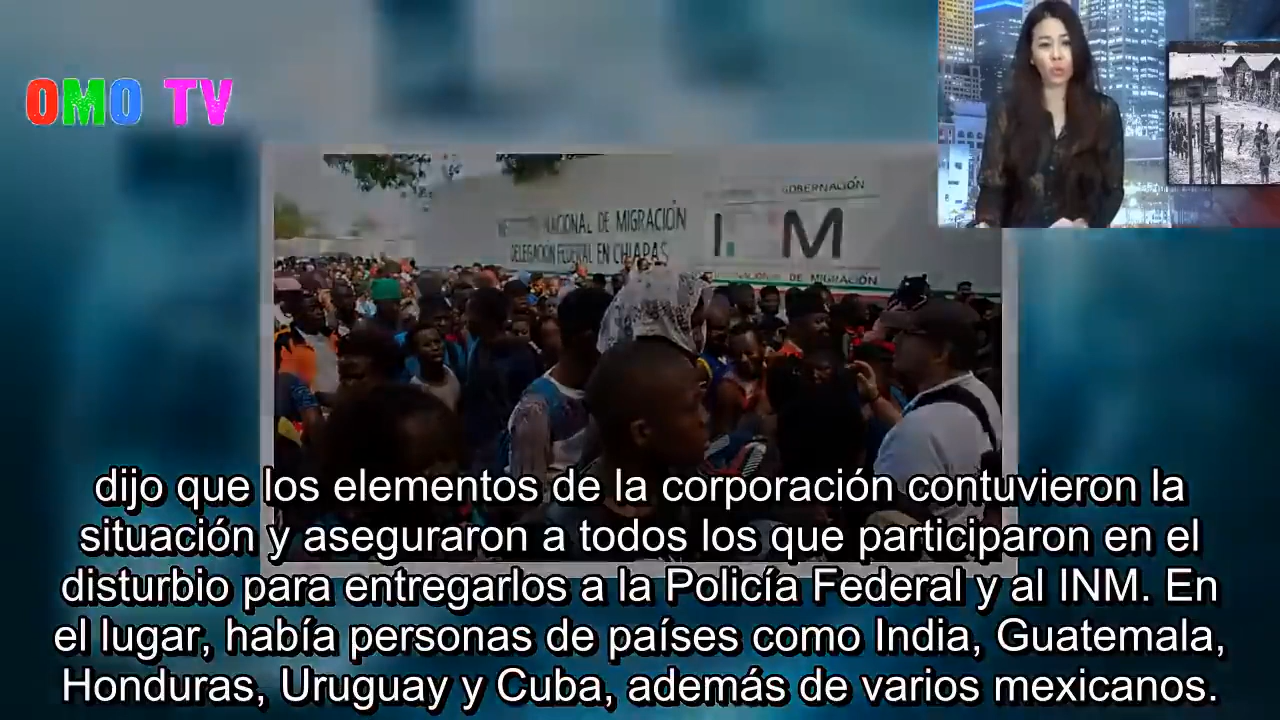 OMO TV
GOBERNACIÓN
NACIONAL DE MIGRACIÓN
DELEGACIÓN FEDERAL EN CHIAPAS
DE MIGRACIÓN
dijo que los elementos de la corporación contuvieron la
situación y aseguraron a todos los que participaron en el
disturbio para entregarlos a la Policía Federal y al INM. En
el lugar, había personas de países como India, Guatemala,
Honduras, Uruguay y Cuba, además de varios mexicanos.